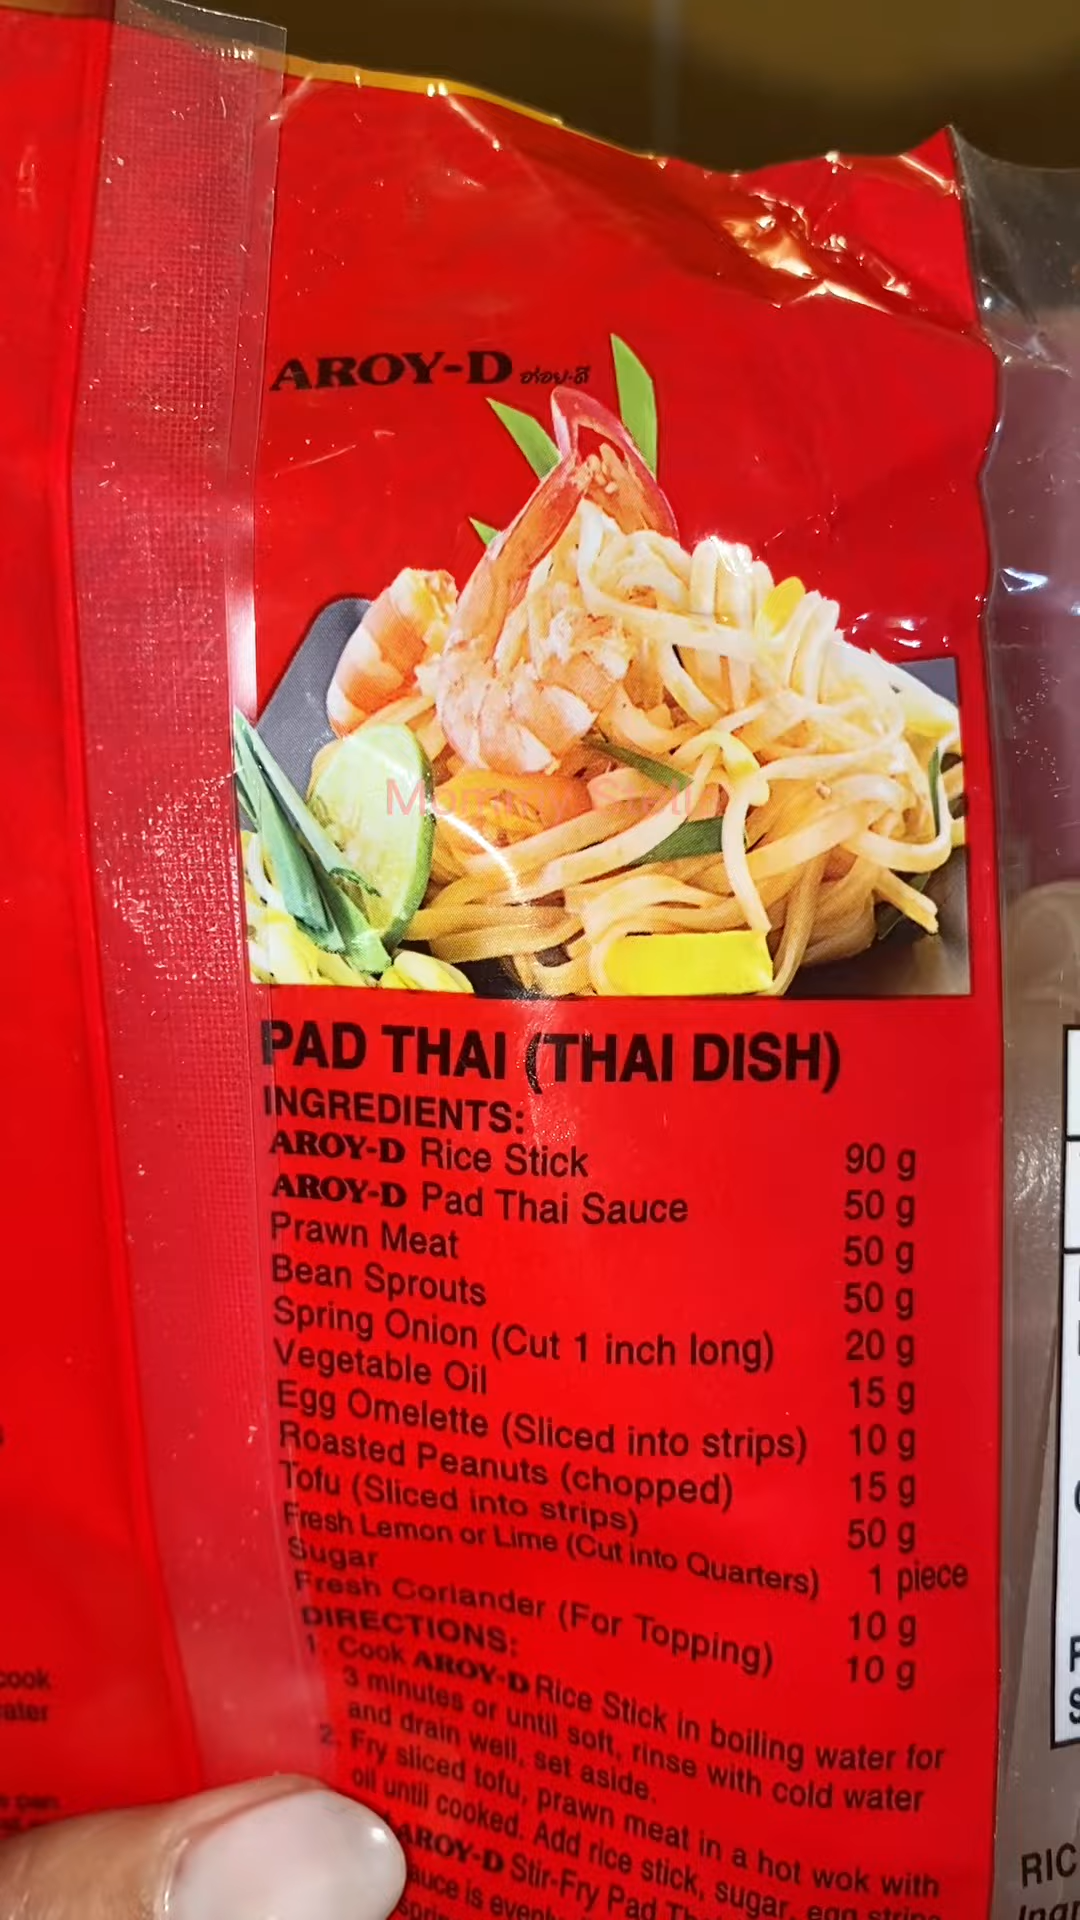 AROY-D อร่อย-ดี
Mommy
PAD THAI (THAI DISH)
INGREDIENTS:
AROY-D Rice Stick 90 g
AROY-D Pad Thai Sauce 50 g
Prawn Meat 50 g
Bean Sprouts 50 g
Spring Onion (Cut 1 inch long) 20 g
Vegetable Oil 15 g
Egg Omelette (Sliced into strips) 10 g
Roasted Peanuts (chopped) 15 g
Tofu (Sliced into strips) 50 g
Fresh Lemon or Lime (Cut into Quarters) 1 piece
Sugar 10 g
Fresh Coriander (For Topping) 10 g
DIRECTIONS:
1. Cook AROY-D Rice Stick in boiling water for
3 minutes or until soft, rinse with cold water
and drain well, set aside.
2. Fry sliced tofu, prawn meat in a hot wok with
oil until cooked. Add rice stick, sugar, egg strips
AROY-D Stir-Fry Pad
sauce is evenly
cook
RIC